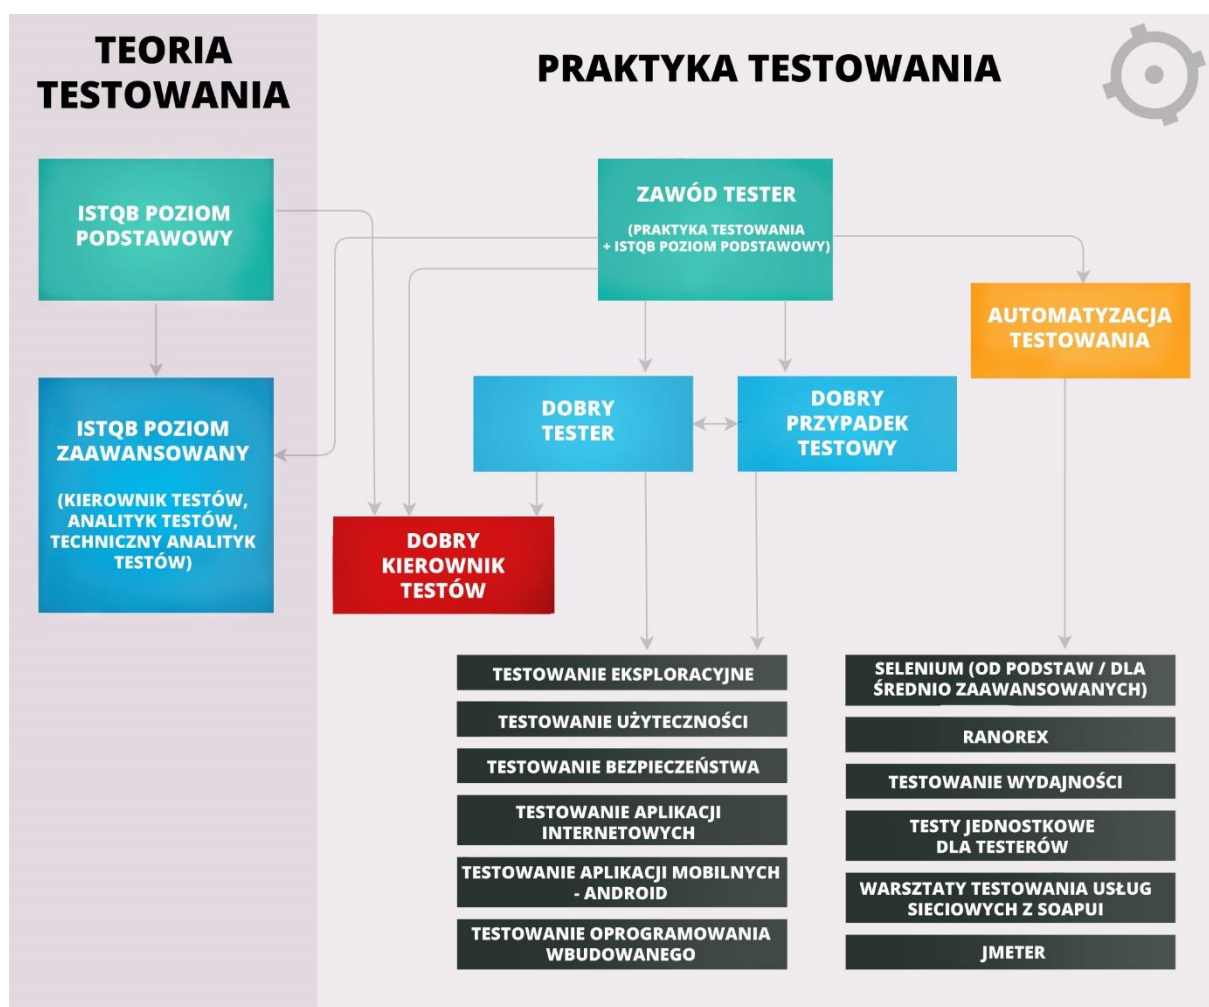 TEORIA
TESTOWANIA
PRAKTYKA TESTOWANIA
ISTQB POZIOM
PODSTAWOWY
ZAWÓD TESTER
(PRAKTYKA TESTOWANIA
+ ISTQB POZIOM PODSTAWOWY)
AUTOMATYZACJA
TESTOWANIA
ISTQB POZIOM
ZAAWANSOWANY
(KIEROWNIK TESTÓW,
ANALITYK TESTÓW,
TECHNICZNY ANALITYK
TESTÓW)
DOBRY
TESTER
DOBRY
PRZYPADEK
TESTOWY
DOBRY
KIEROWNIK
TESTÓW
TESTOWANIE EKSPLORACYJNE
TESTOWANIE UŻYTECZNOŚCI
TESTOWANIE BEZPIECZEŃSTWA
TESTOWANIE APLIKACJI
INTERNETOWYCH
TESTOWANIE APLIKACJI MOBILNYCH
- ANDROID
TESTOWANIE OPROGRAMOWANIA
WBUDOWANEGO
SELENIUM (OD PODSTAW / DLA
ŚREDNIO ZAAWANSOWANYCH)
RANOREX
TESTOWANIE WYDAJNOŚCI
TESTY JEDNOSTKOWE
DLA TESTERÓW
WARSZTATY TESTOWANIA USŁUG
SIECIOWYCH Z SOAPUI
JMETER